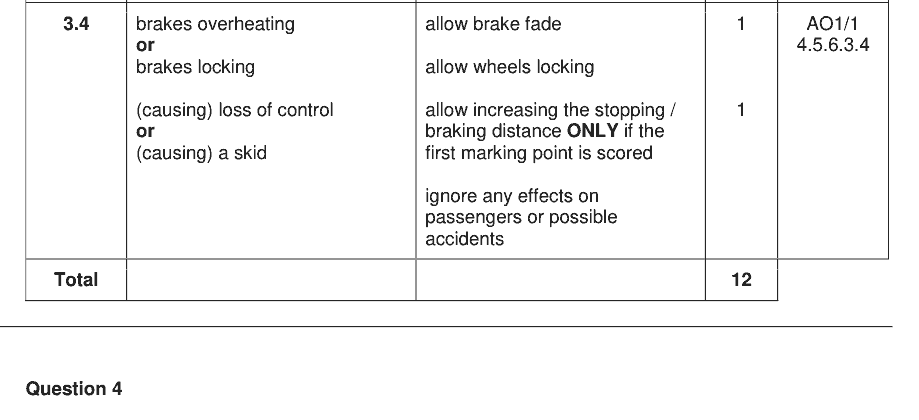 3.4 brakes overheating allow brake fade 1 AO1/1
or 4.5.6.3.4
brakes locking allow wheels locking
(causing) loss of control allow increasing the stopping / 1
or braking distance ONLY if the
(causing) a skid first marking point is scored
ignore any effects on
passengers or possible
accidents
Total 12
Question 4